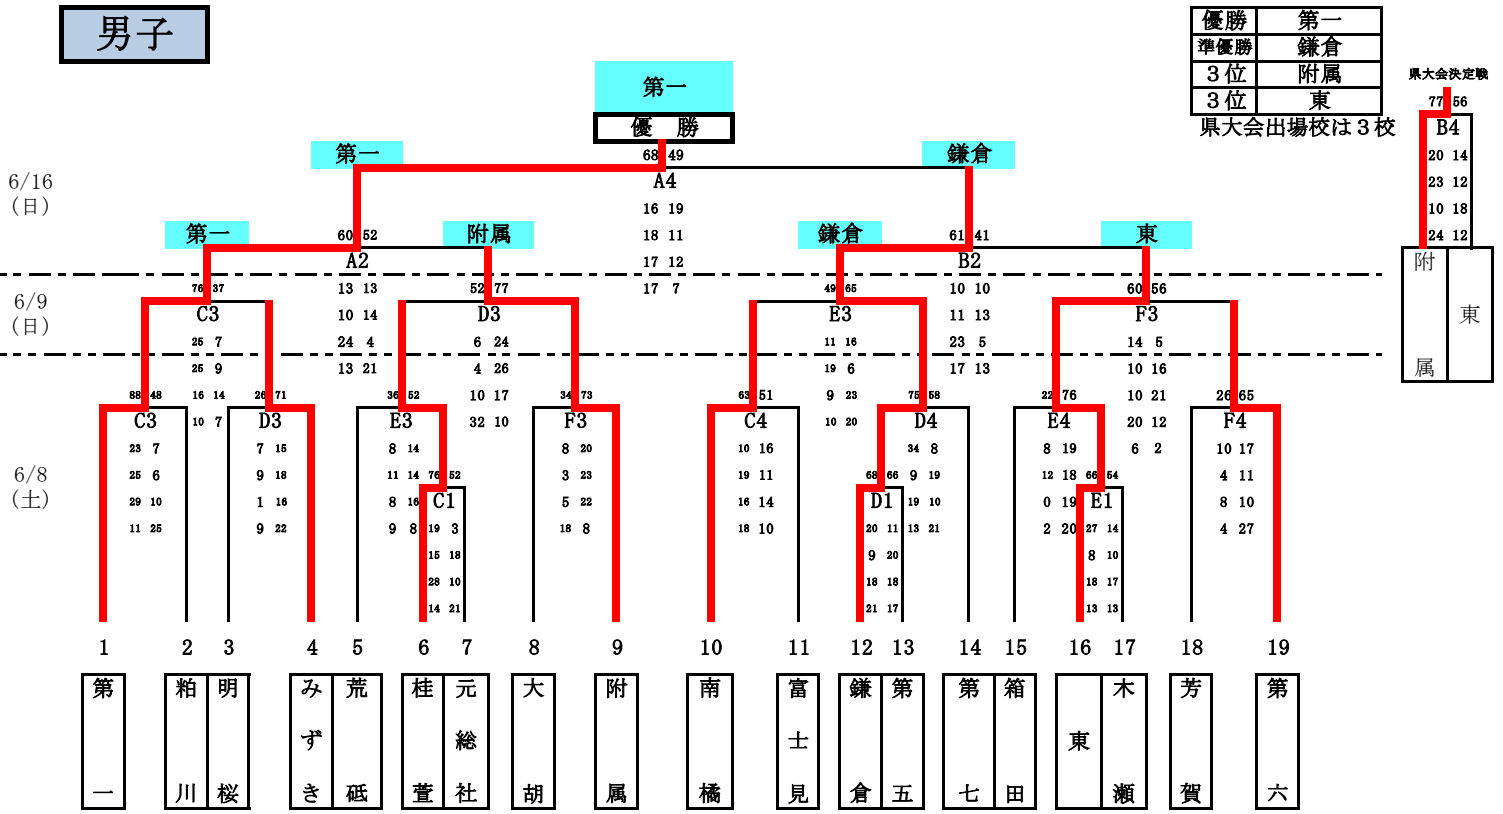 男子
優勝 第一
準優勝 鎌倉
３位 附属
３位 東
県大会出場校は３校
県大会決定戦
77 56
B4
20 14
23 12
10 18
24 12
附属 東
第一
優 勝
68 49
A4
16 19
18 11
17 12
17 7
6/16
(日)
第一 鎌倉
60 52
A2
13 13
10 14
24 4
13 21
61 41
B2
10 10
11 13
23 5
17 13
第一 附属 鎌倉 東
6/9
(日)
76 37
C3
25 7
25 9
16 14
10 7
52 77
D3
6 24
4 26
10 17
32 10
49 65
E3
11 16
19 6
9 23
10 20
60 56
F3
14 5
10 16
10 21
20 12
6 2
6/8
(土)
88 48
C3
23 7
25 6
29 10
11 25
26 71
D3
7 15
9 18
1 16
9 22
36 52
E3
8 14
11 14
8 16
9 8
76 52
C1
19 3
15 18
28 10
14 21
34 73
F3
8 20
3 23
5 22
18 8
63 51
C4
10 16
19 11
16 14
18 10
75 58
D4
34 8
9 19
19 10
13 21
68 66
D1
20 11
9 20
18 18
21 17
22 76
E4
8 19
12 18
0 19
2 20
66 54
E1
27 14
8 10
18 17
13 13
26 65
F4
10 17
4 11
8 10
4 27
1 2 3 4 5 6 7 8 9 10 11 12 13 14 15 16 17 18 19
第一
粕川
明桜
みずき
荒砥
桂萱
元総社
大胡
附属
南橘
富士見
鎌倉
第五
第七
箱田
東
木瀬
芳賀
第六